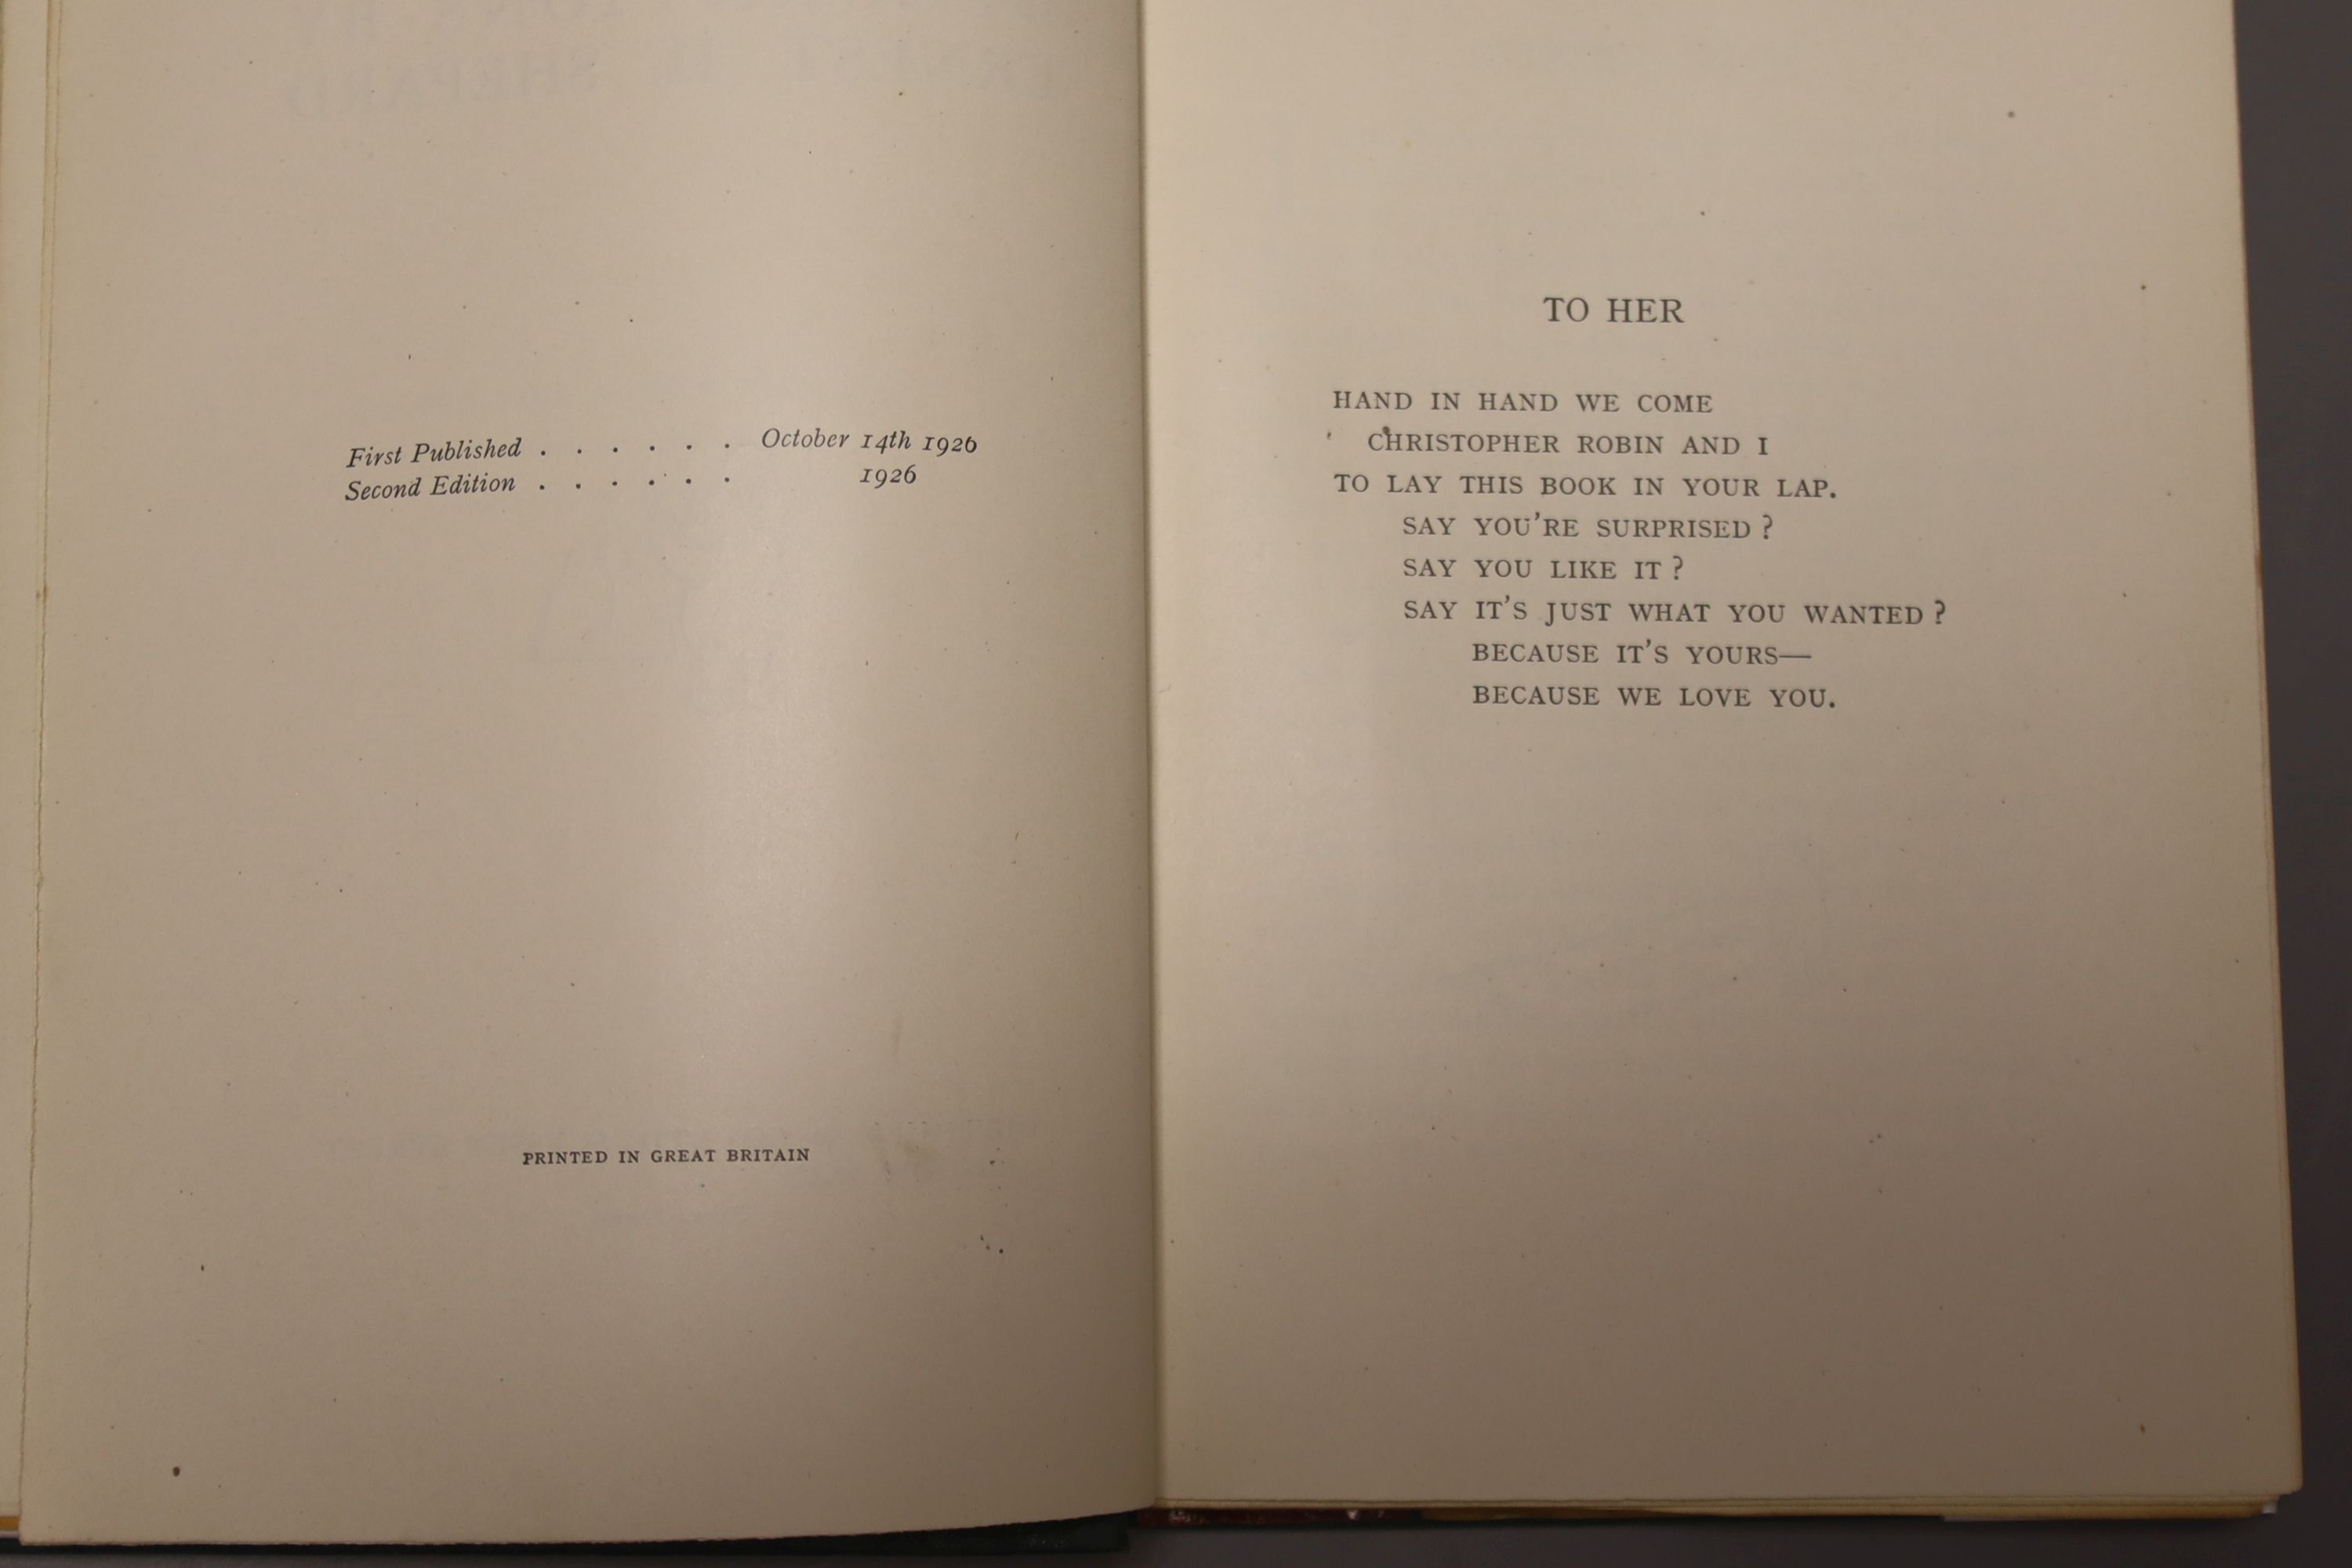 First Published . . . . . . October 14th 1926
Second Edition . . . . . . 1926
PRINTED IN GREAT BRITAIN
TO HER
HAND IN HAND WE COME
CHRISTOPHER ROBIN AND I
TO LAY THIS BOOK IN YOUR LAP.
SAY YOU'RE SURPRISED ?
SAY YOU LIKE IT ?
SAY IT'S JUST WHAT YOU WANTED ?
BECAUSE IT'S YOURS—
BECAUSE WE LOVE YOU.